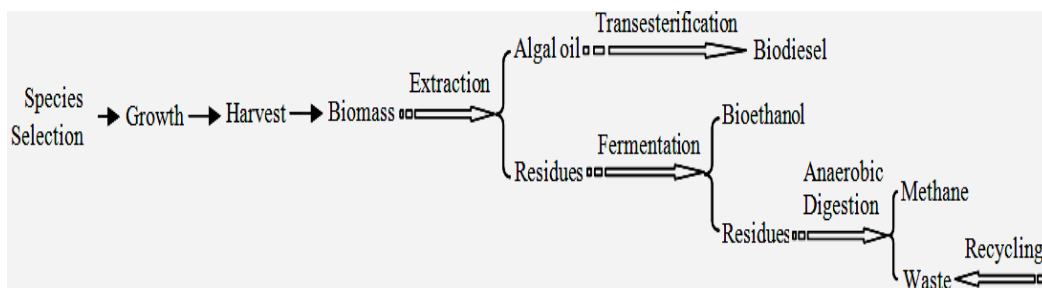 Species
Selection
Growth
Harvest
Biomass
Extraction
Algal oil
Transesterification
Biodiesel
Residues
Fermentation
Bioethanol
Residues
Anaerobic
Digestion
Methane
Waste
Recycling